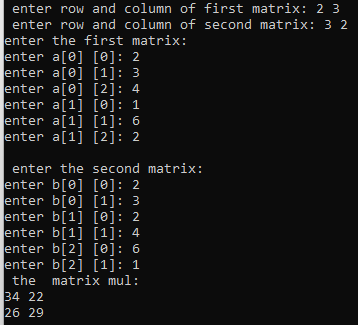 enter row and column of first matrix: 2 3
enter row and column of second matrix: 3 2
enter the first matrix:
enter a[0] [0]: 2
enter a[0] [1]: 3
enter a[0] [2]: 4
enter a[1] [0]: 1
enter a[1] [1]: 6
enter a[1] [2]: 2
enter the second matrix:
enter b[0] [0]: 2
enter b[0] [1]: 3
enter b[1] [0]: 2
enter b[1] [1]: 4
enter b[2] [0]: 6
enter b[2] [1]: 1
the  matrix mul:
34 22
26 29